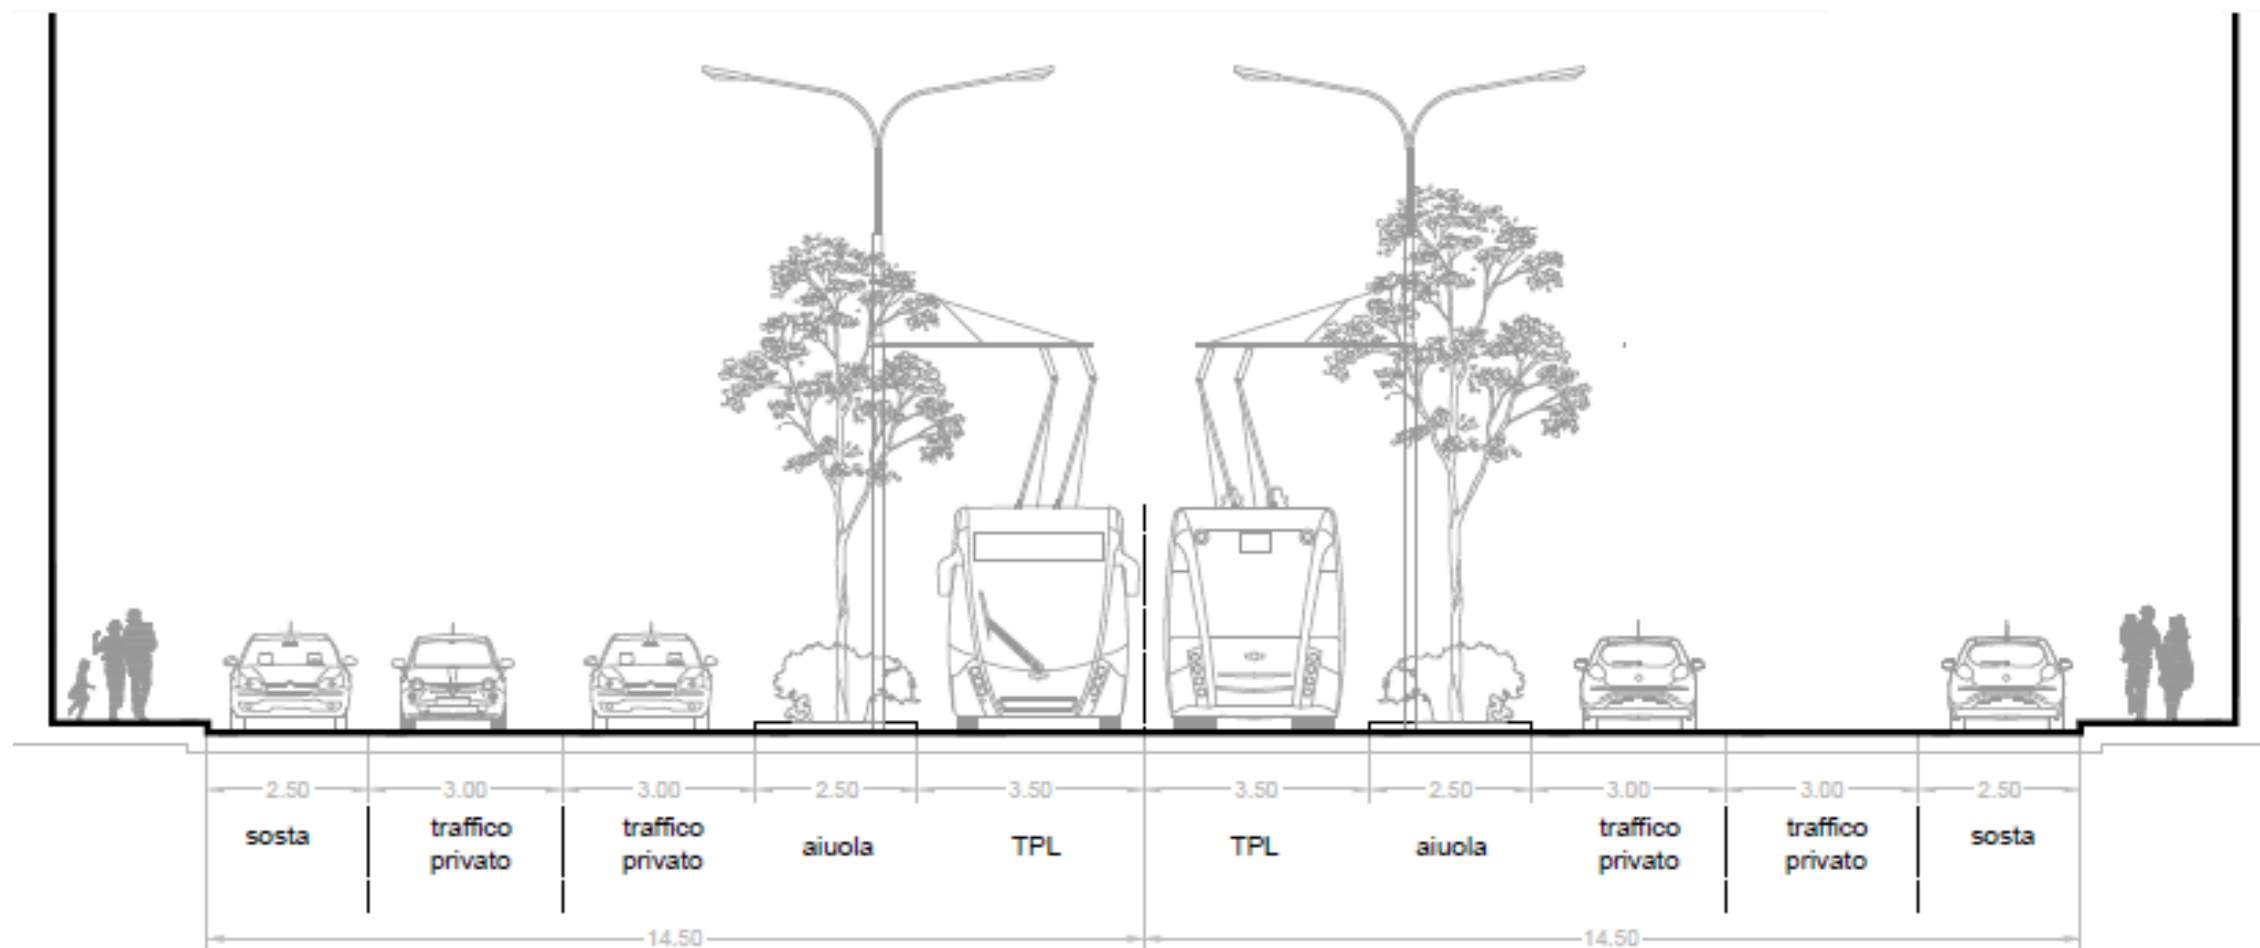 2.50 3.00 3.00 2.50 3.50 3.50 2.50 3.00 3.00 2.50
sosta
traffico
privato
traffico
privato
aiuola
TPL
TPL
aiuola
traffico
privato
traffico
privato
sosta
14.50 14.50